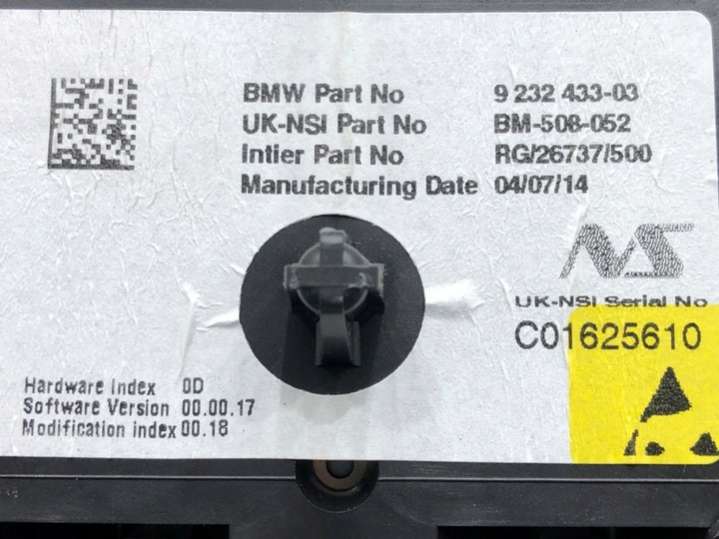 BMW Part No 9 232 433-03
UK-NSI Part No BM-508-052
Intier Part No RG/26737/500
Manufacturing Date 04/07/14
NS
UK-NSI Serial No
C01625610
Hardware Index 0D
Software Version 00.00.17
Modification index 00.18